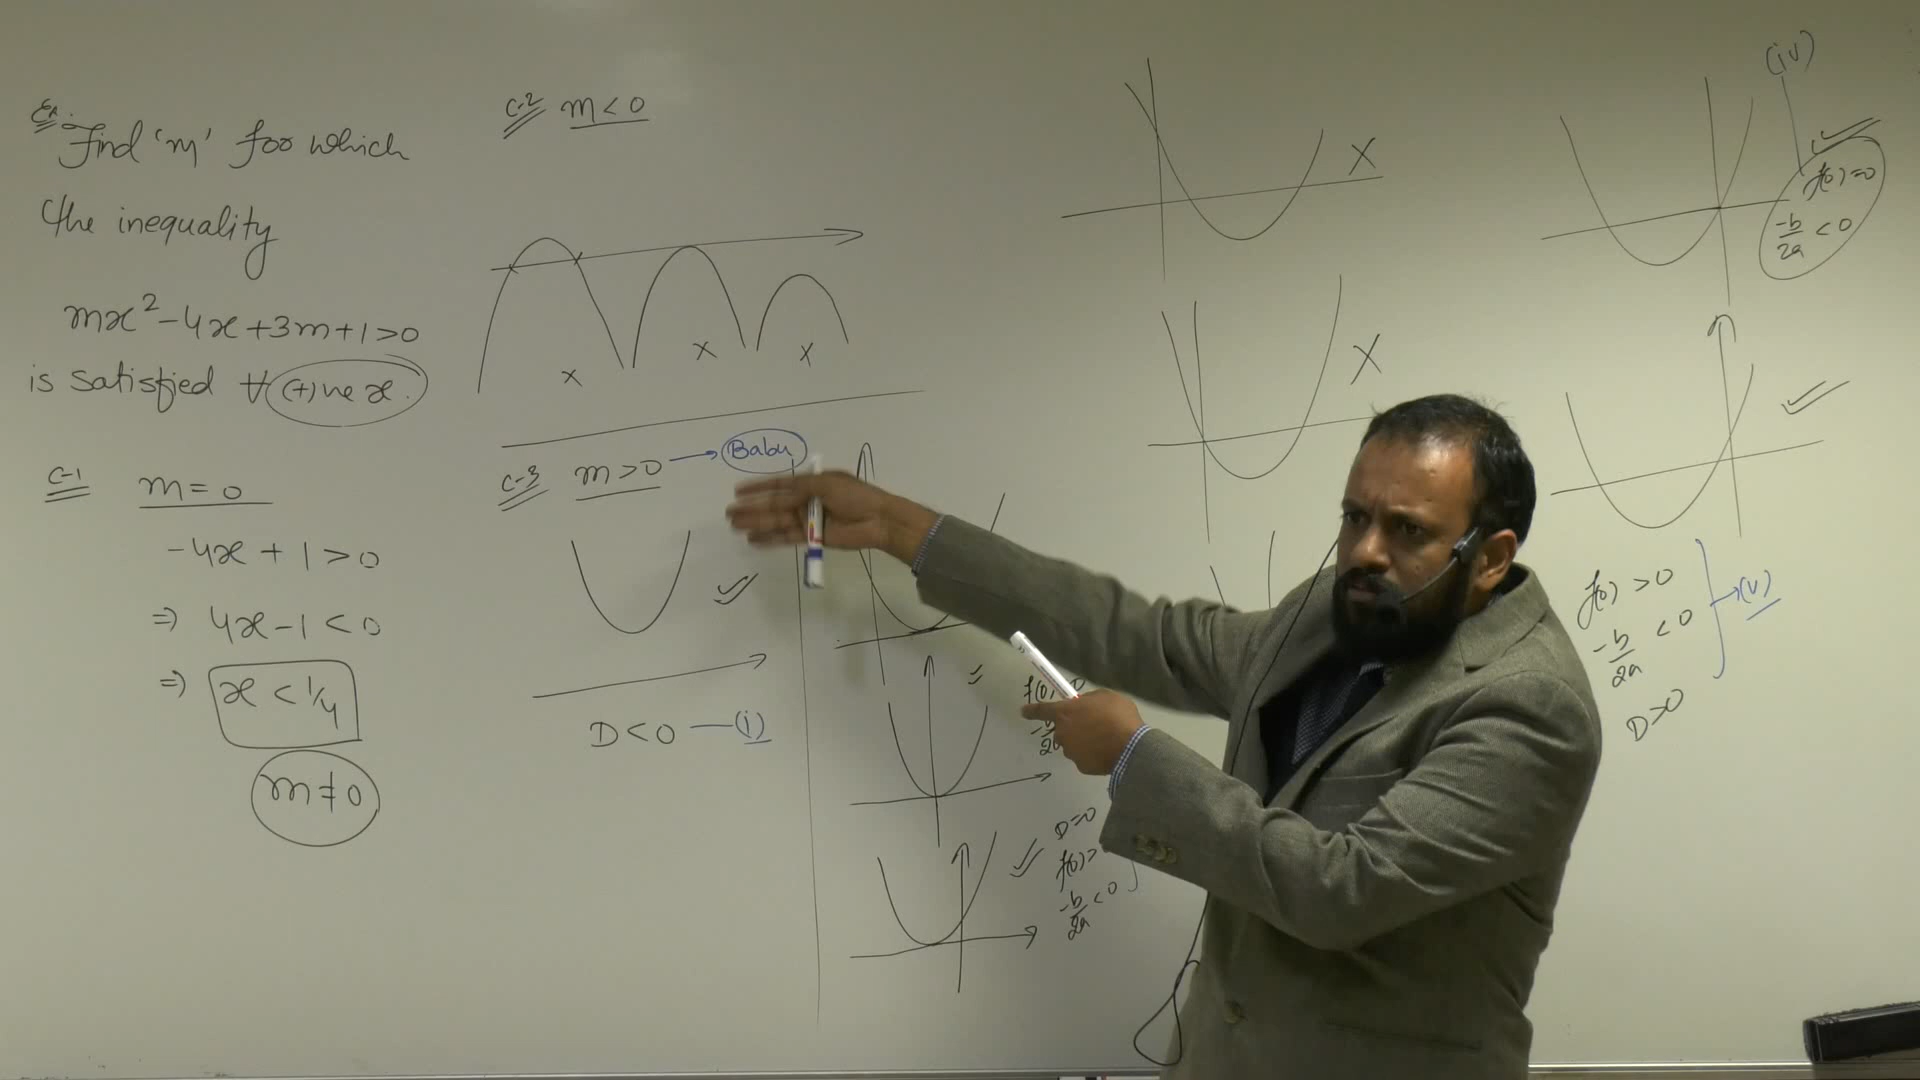 Ex.
Find 'm' for which
the inequality
mx² - 4x + 3m + 1 > 0
is satisfied ∀ (+)ve x.
C-1 m = 0
-4x + 1 > 0
⇒ 4x - 1 < 0
⇒ x < 1/4
m ≠ 0
C-2 m < 0
x x x
C-3 m > 0 → Babu
D < 0 — (i)
D = 0
f(0) >
-b/2a < 0
X
X
(iv)
f(0) = 0
-b/2a < 0
f(0) > 0
-b/2a < 0
D > 0
→ (v)